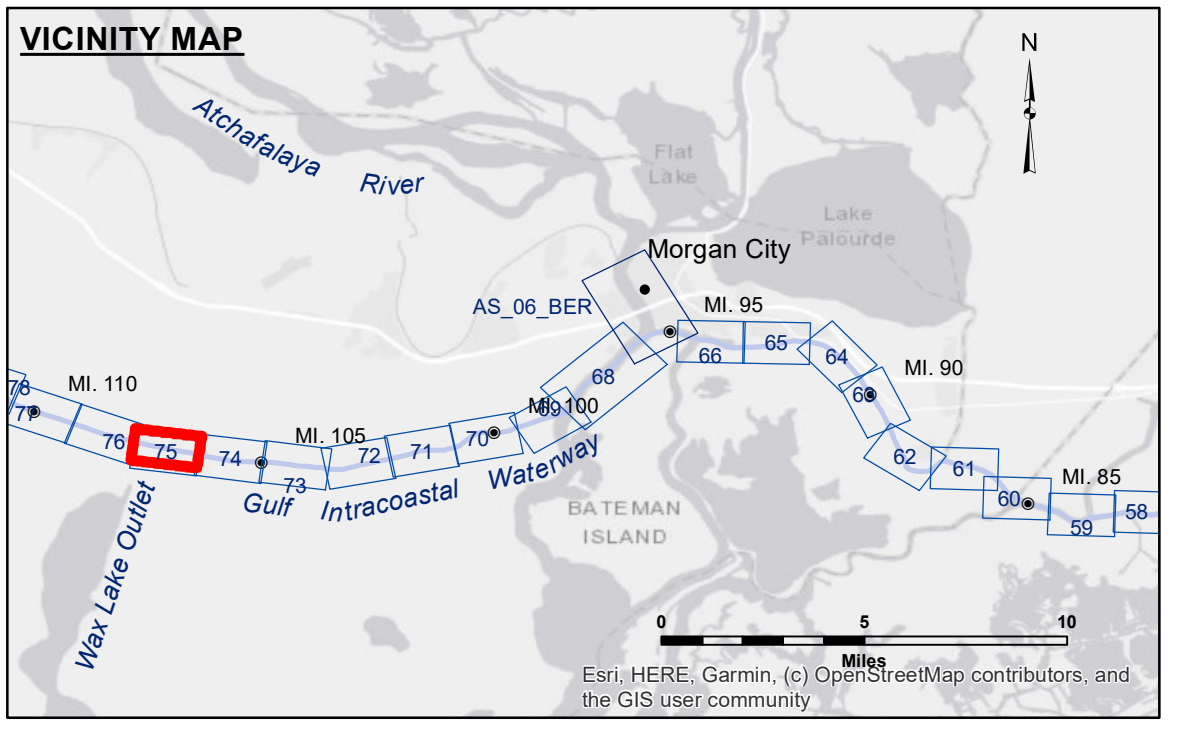 VICINITY MAP
N
Atchafalaya River
Flat
Lake
Lake
Palourde
Morgan City
AS_06_BER
MI. 95
66
65
64
MI. 90
63
68
MI. 110
78
77
69
MI. 100
76
75
74
MI. 105
73
72
71
70
62
61
60
MI. 85
59
58
Gulf Intracoastal Waterway
Wax Lake Outlet
BATEMAN
ISLAND
0 5 10
Miles
Esri, HERE, Garmin, (c) OpenStreetMap contributors, and
the GIS user community